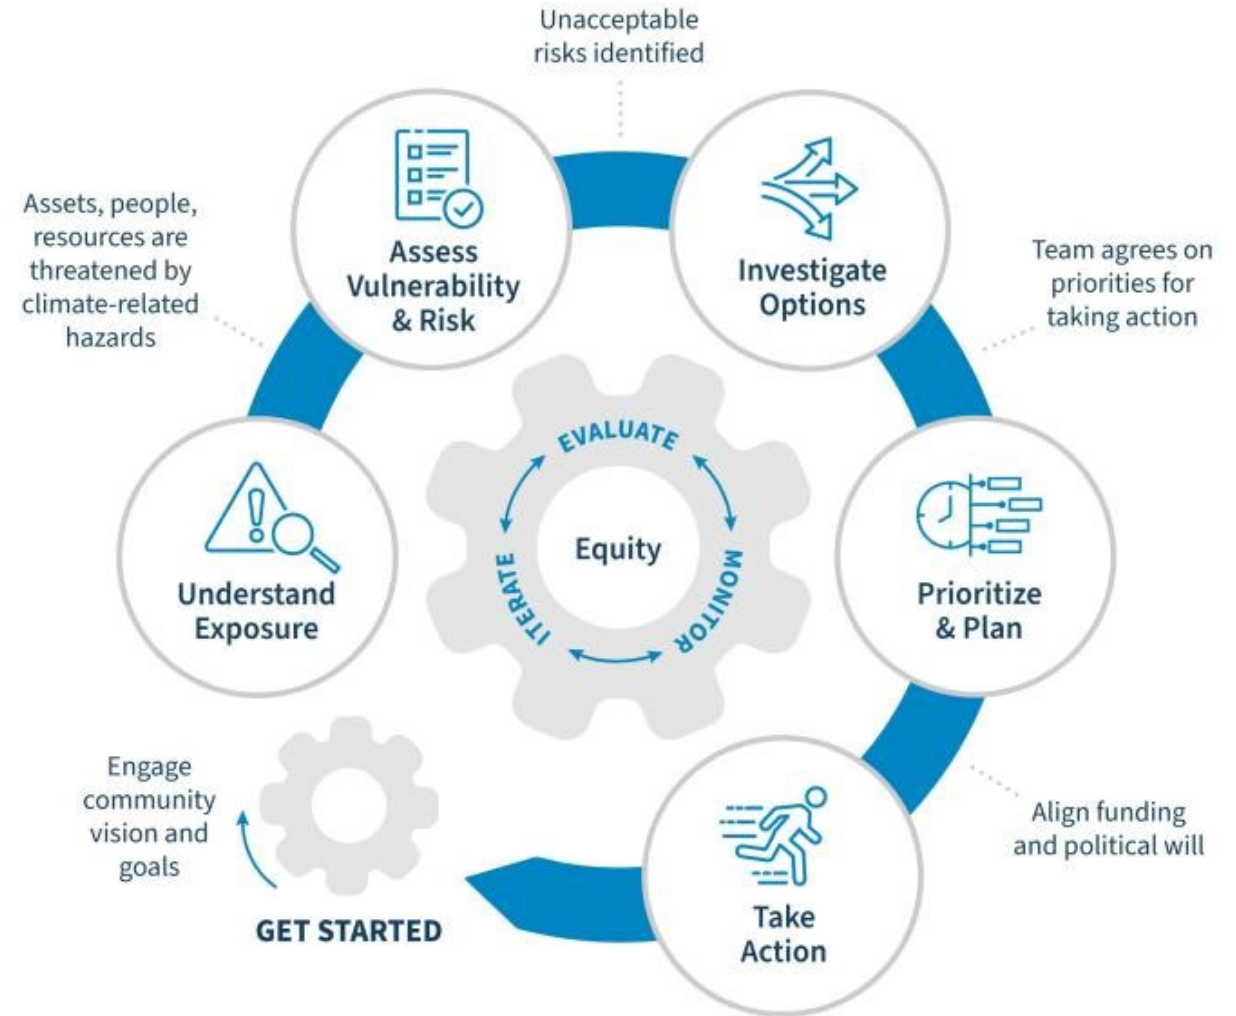 Unacceptable
risks identified
Assess
Vulnerability
& Risk
Investigate
Options
Assets, people,
resources are
threatened by
climate-related
hazards
Team agrees on
priorities for
taking action
EVALUATE
MONITOR
ITERATE
Equity
Understand
Exposure
Prioritize
& Plan
Engage
community
vision and
goals
GET STARTED
Align funding
and political will
Take
Action